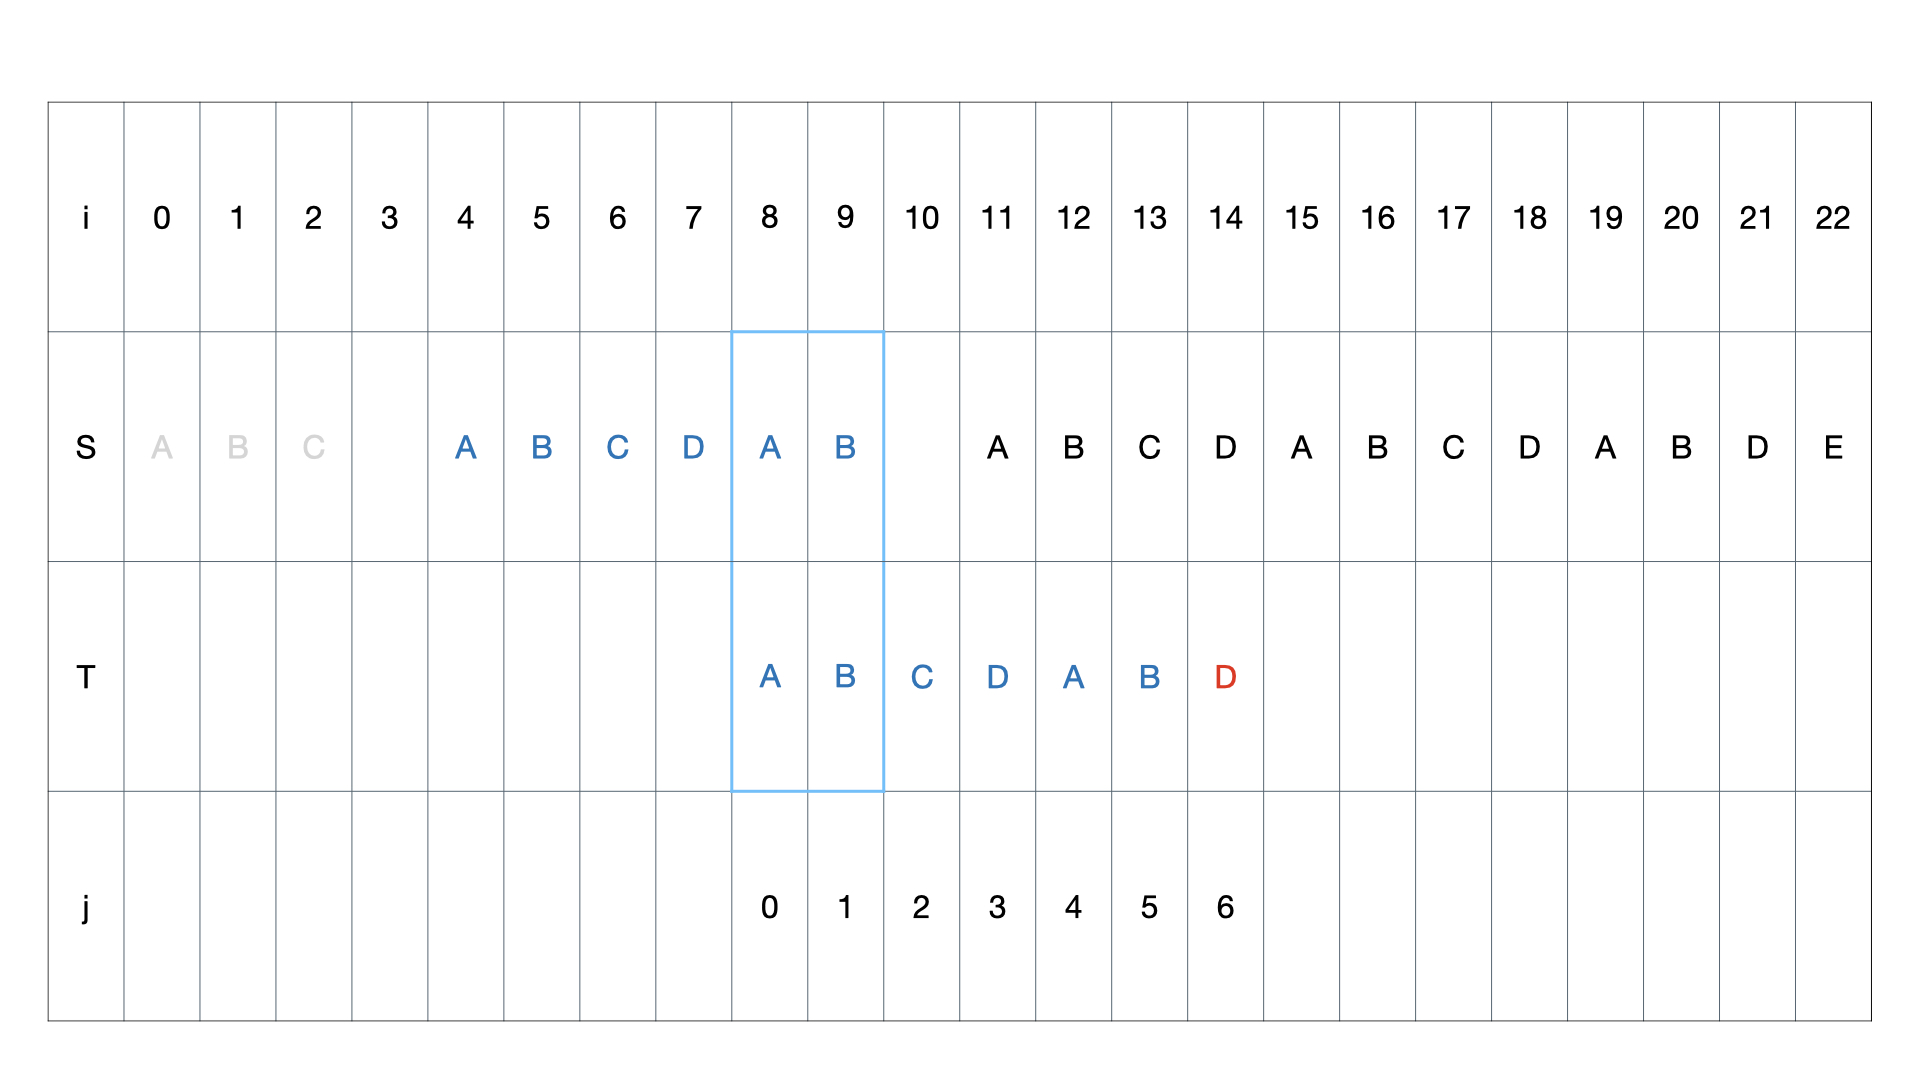 i 0 1 2 3 4 5 6 7 8 9 10 11 12 13 14 15 16 17 18 19 20 21 22
S A B C A B C D A B A B C D A B C D A B D E
T A B C D A B D
j 0 1 2 3 4 5 6